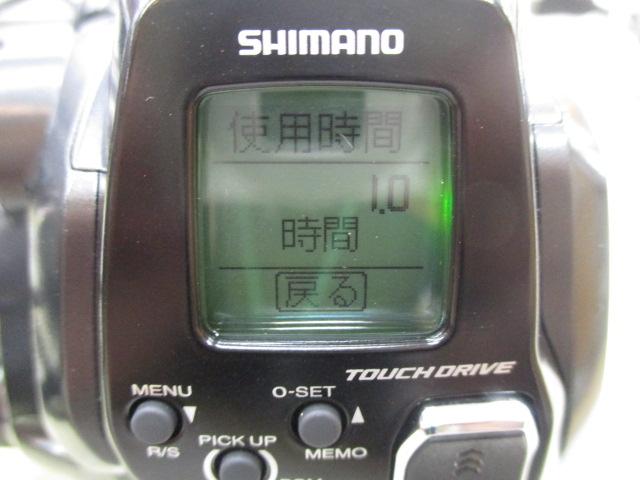 SHIMANO
使用時間
1.0
時間
戻る
TOUCH DRIVE
MENU
O-SET
R/S
PICK UP
MEMO